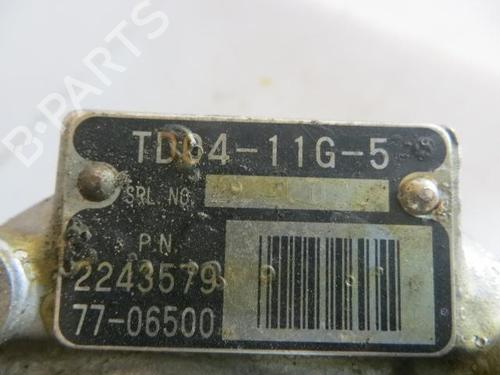 B-PARTS
TD04-11G-5
SRL. NO.
P.N.
2243579
77-06500